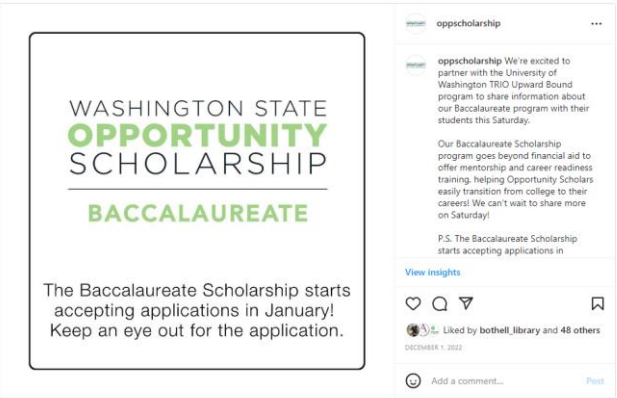 WASHINGTON STATE
OPPORTUNITY
SCHOLARSHIP
BACCALAUREATE
The Baccalaureate Scholarship starts
accepting applications in January!
Keep an eye out for the application.
oppscholarship
oppscholarship We're excited to
partner with the University of
Washington TRIO Upward Bound
program to share information about
our Baccalaureate program with their
students this Saturday.
Our Baccalaureate Scholarship
program goes beyond financial aid to
offer mentorship and career readiness
training, helping Opportunity Scholars
easily transition from college to their
careers! We can't wait to share more
on Saturday!
P.S. The Baccalaureate Scholarship
starts accepting applications in
View insights
Liked by bothell_library and 48 others
DECEMBER 1, 2022
Add a comment...
Post